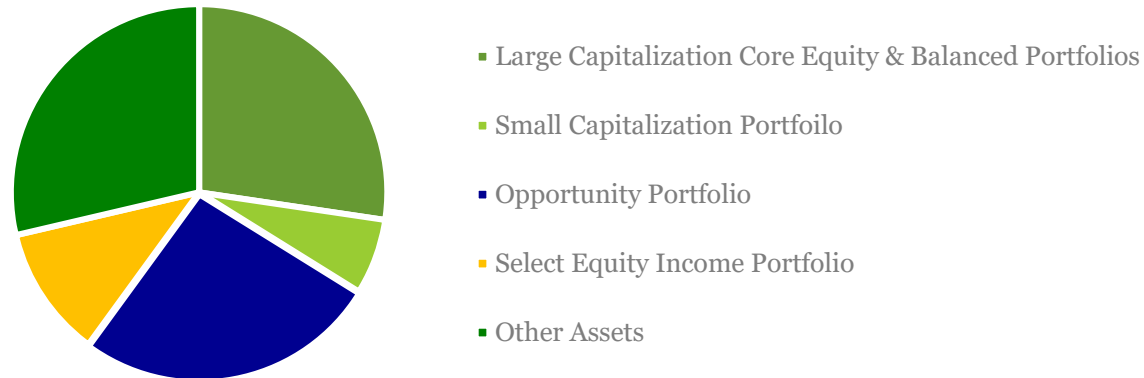 Large Capitalization Core Equity & Balanced Portfolios
Small Capitalization Portfoilo
Opportunity Portfolio
Select Equity Income Portfolio
Other Assets